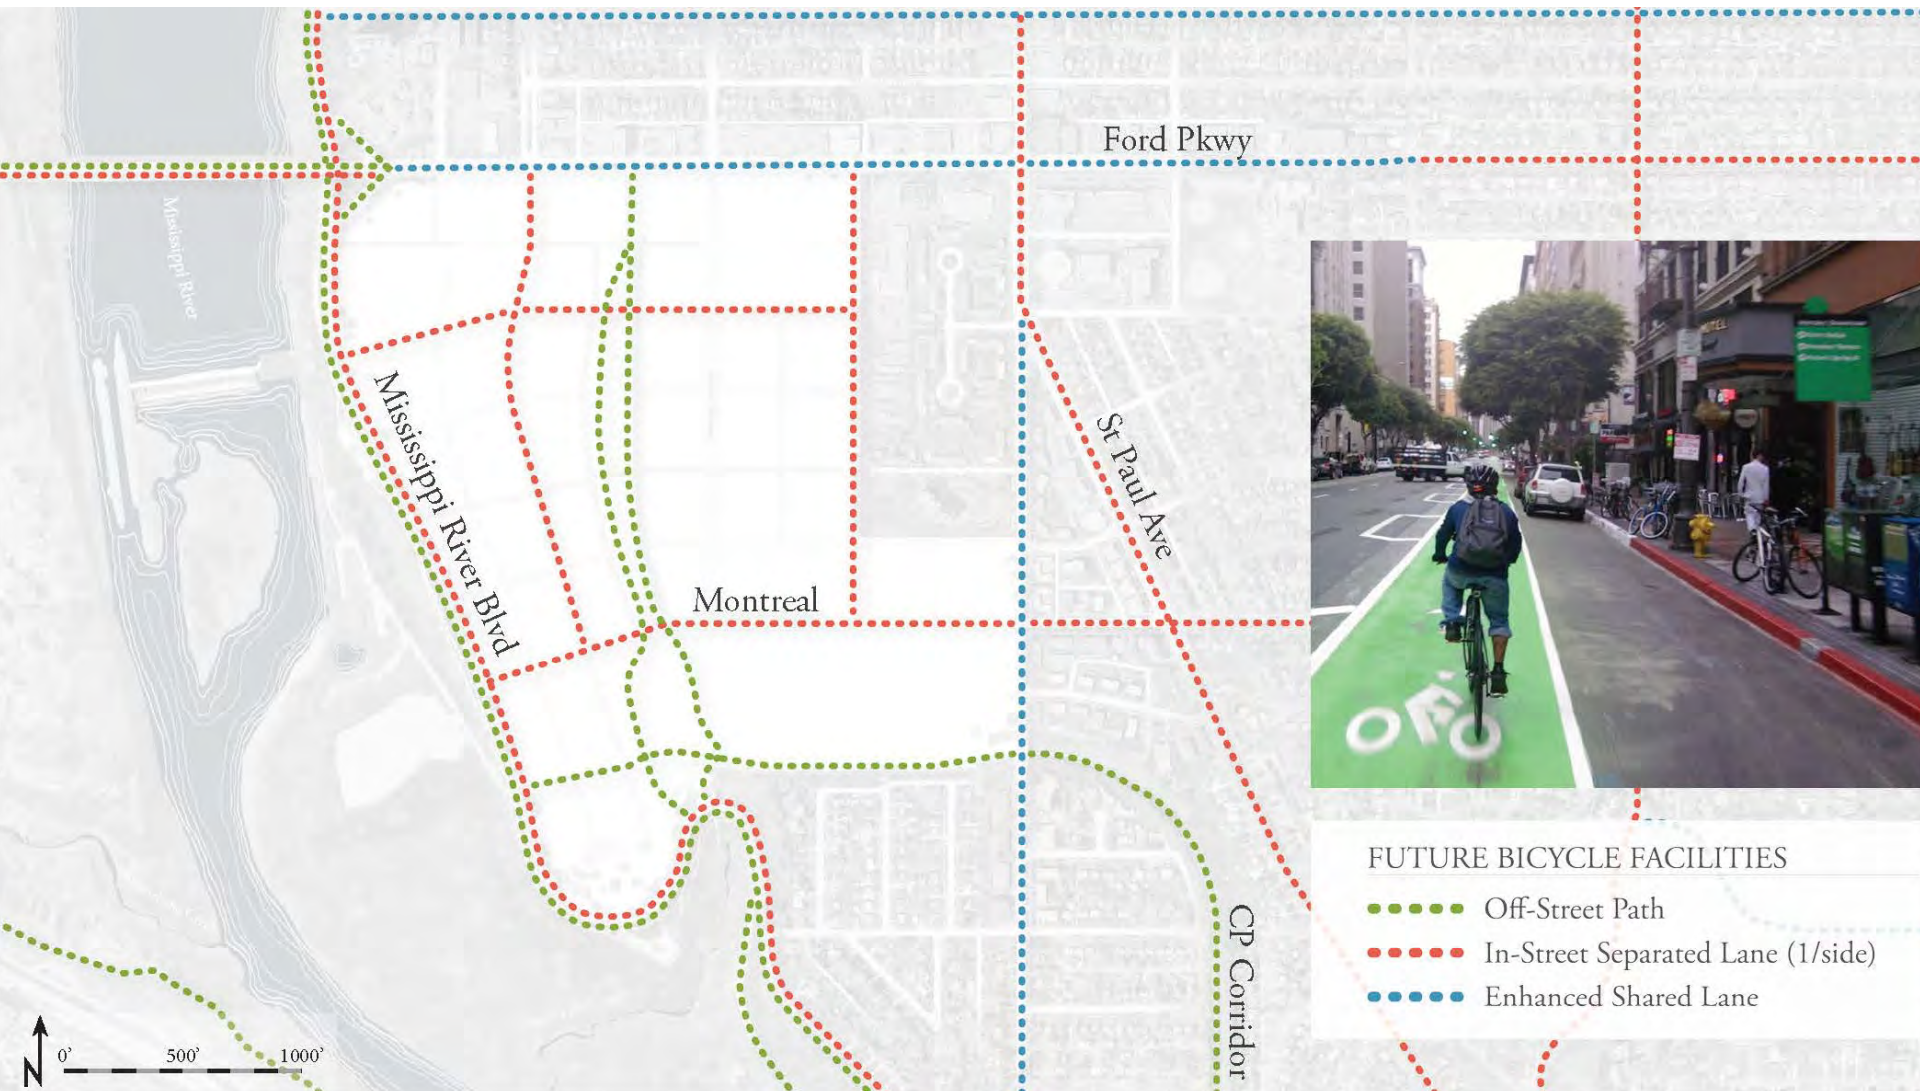 Ford Pkwy
Mississippi River
Mississippi River Blvd
St Paul Ave
Montreal
CP Corridor
FUTURE BICYCLE FACILITIES
Off-Street Path
In-Street Separated Lane (1/side)
Enhanced Shared Lane
N
0' 500' 1000'